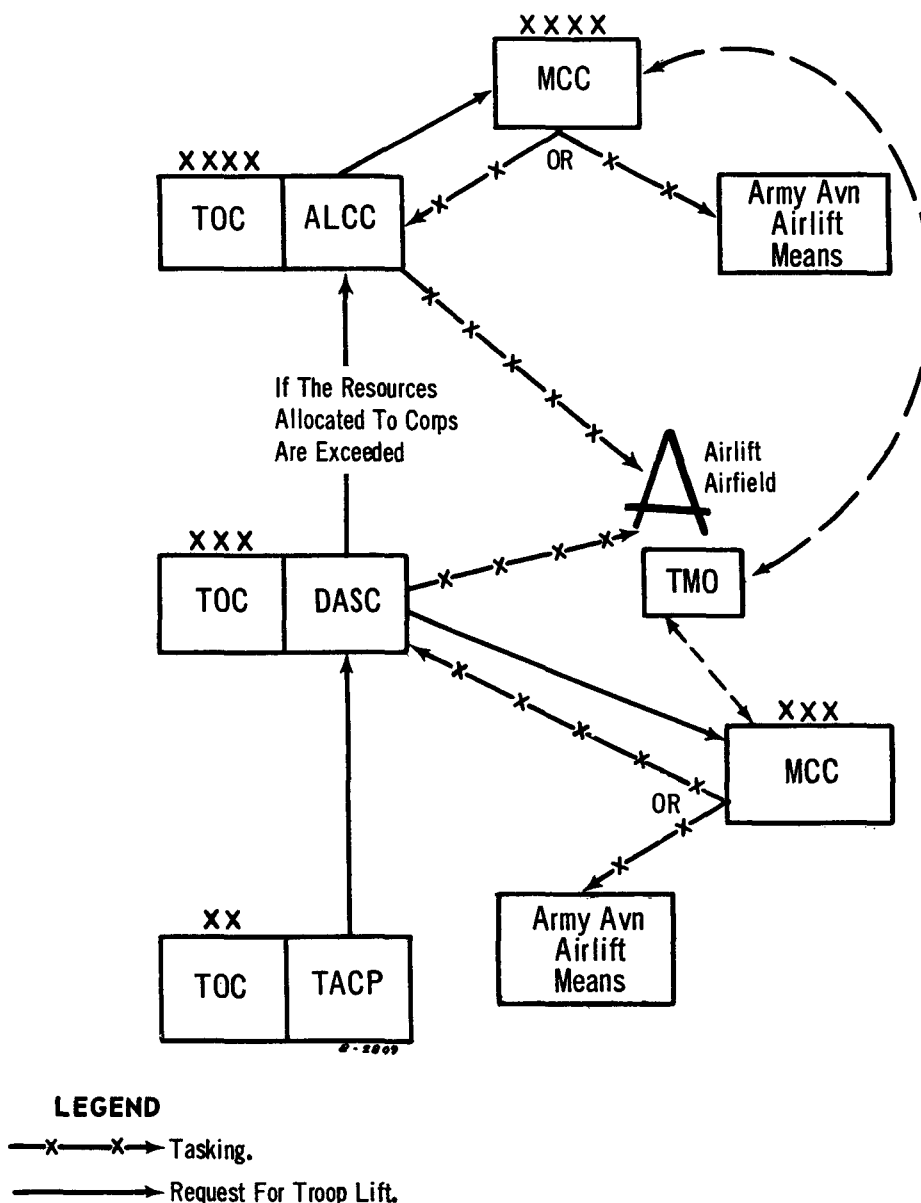 XXXX
MCC
OR
XXXX
TOC ALCC
Army Avn
Airlift
Means
If The Resources
Allocated To Corps
Are Exceeded
Airlift
Airfield
XXX
TOC DASC
TMO
XXX
MCC
OR
Army Avn
Airlift
Means
XX
TOC TACP
LEGEND
Tasking.
Request For Troop Lift.